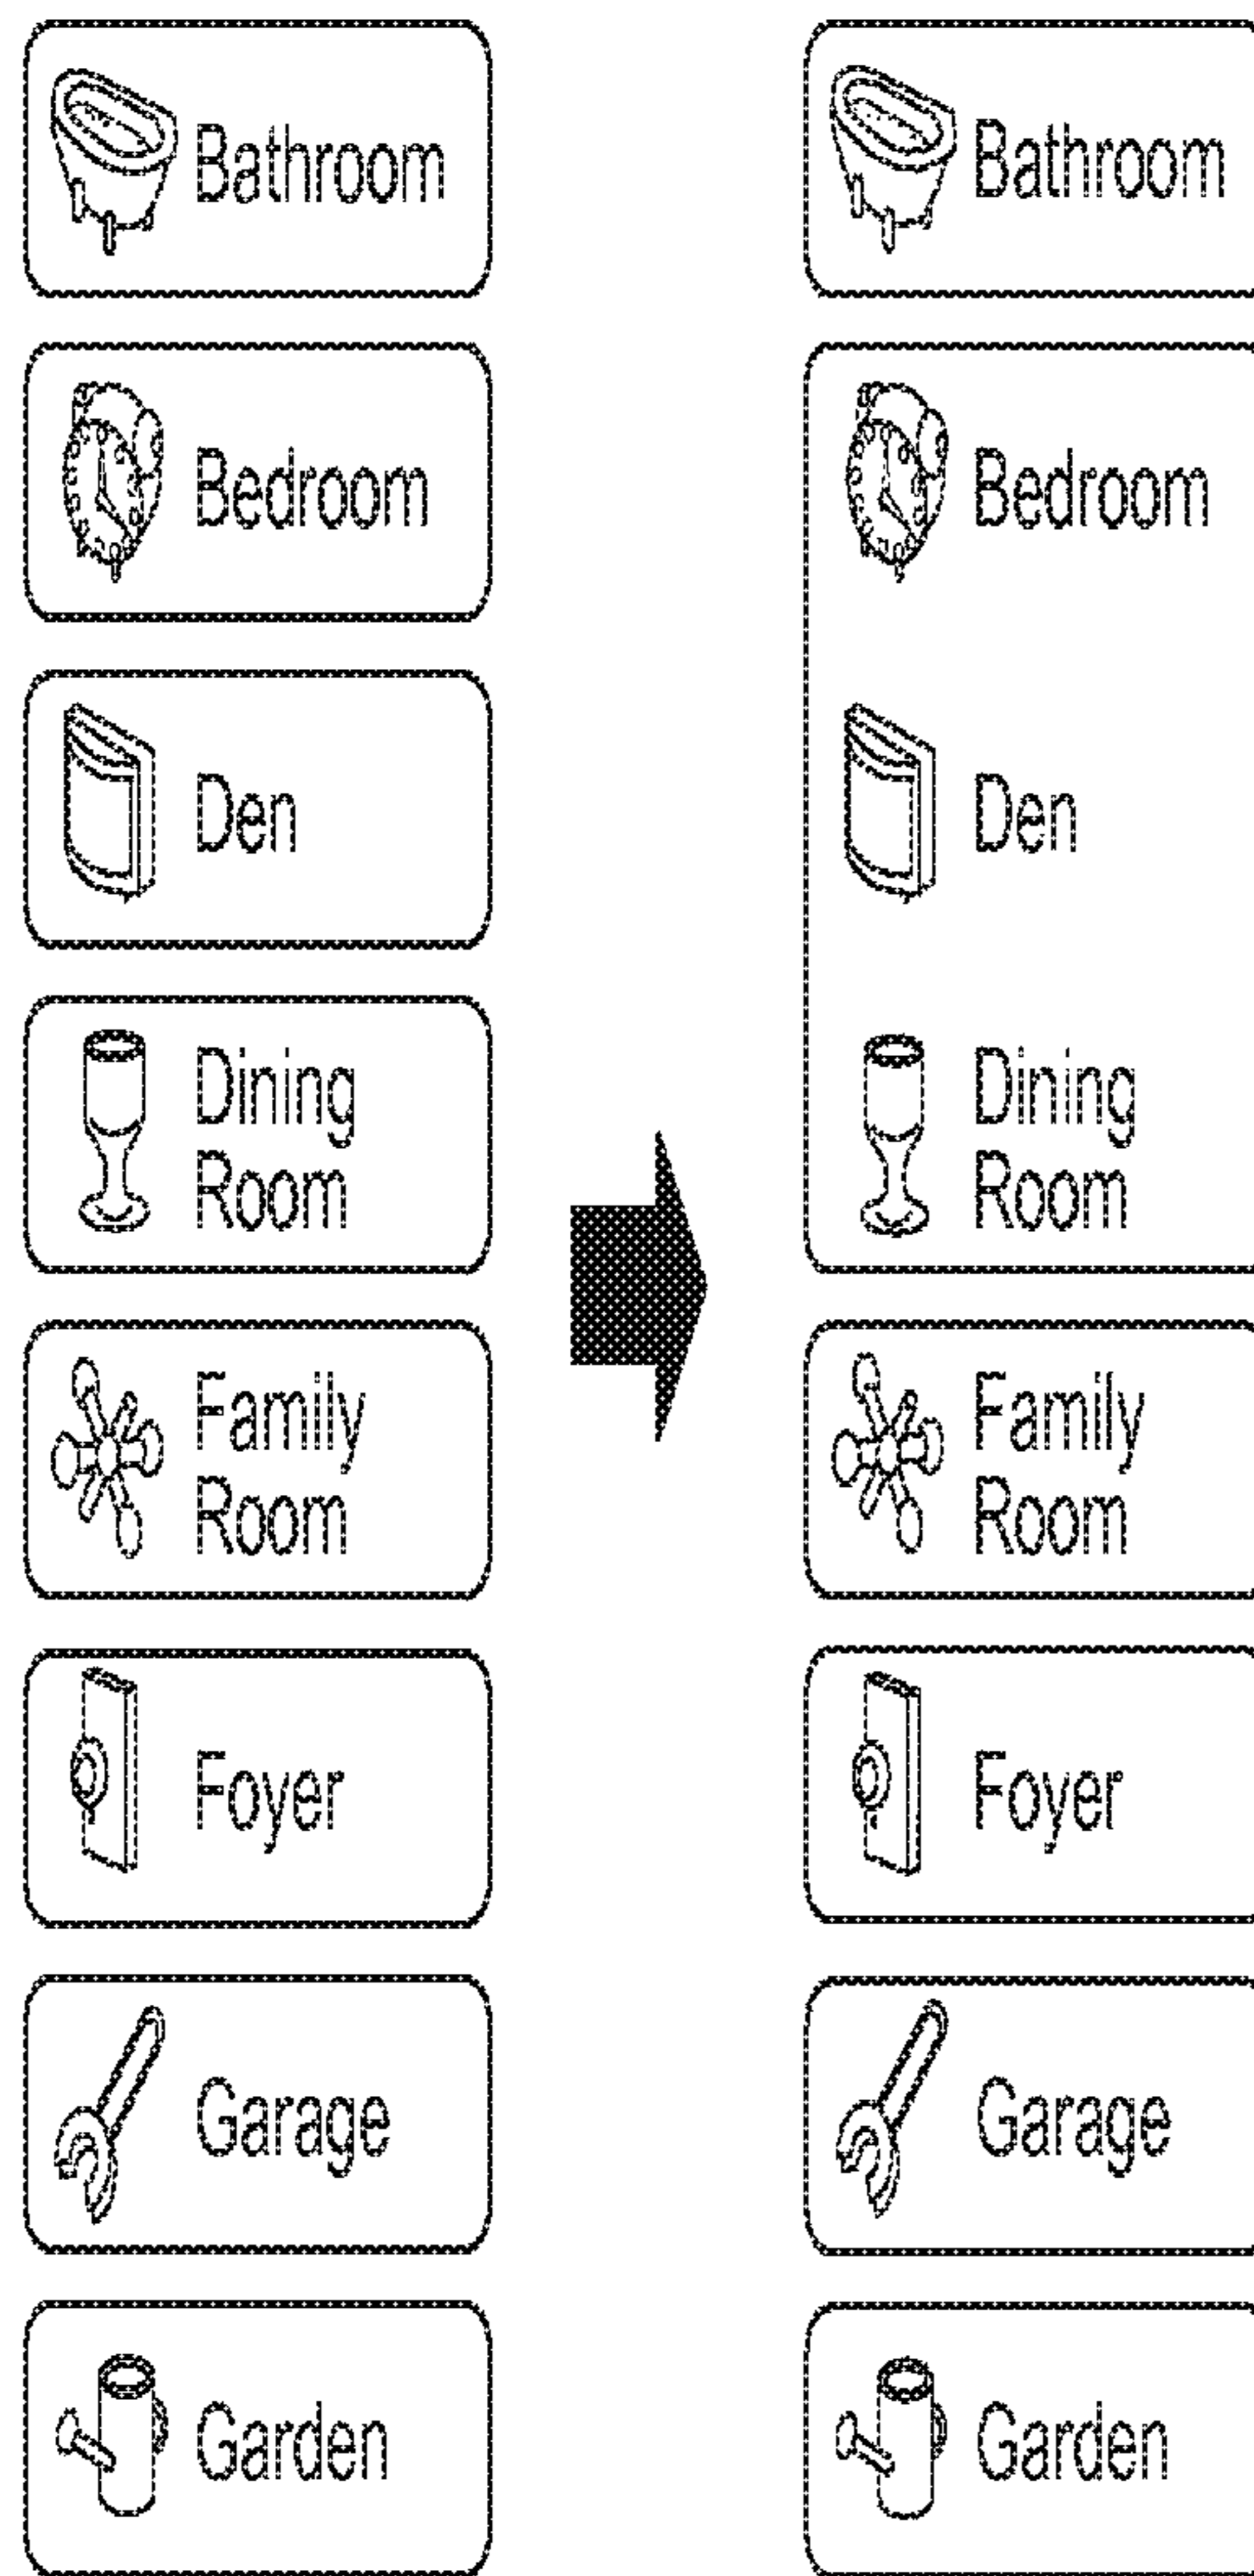 Bathroom
Bedroom
Den
Dining
Room
Family
Room
Foyer
Garage
Garden
Bathroom
Bedroom
Den
Dining
Room
Family
Room
Foyer
Garage
Garden